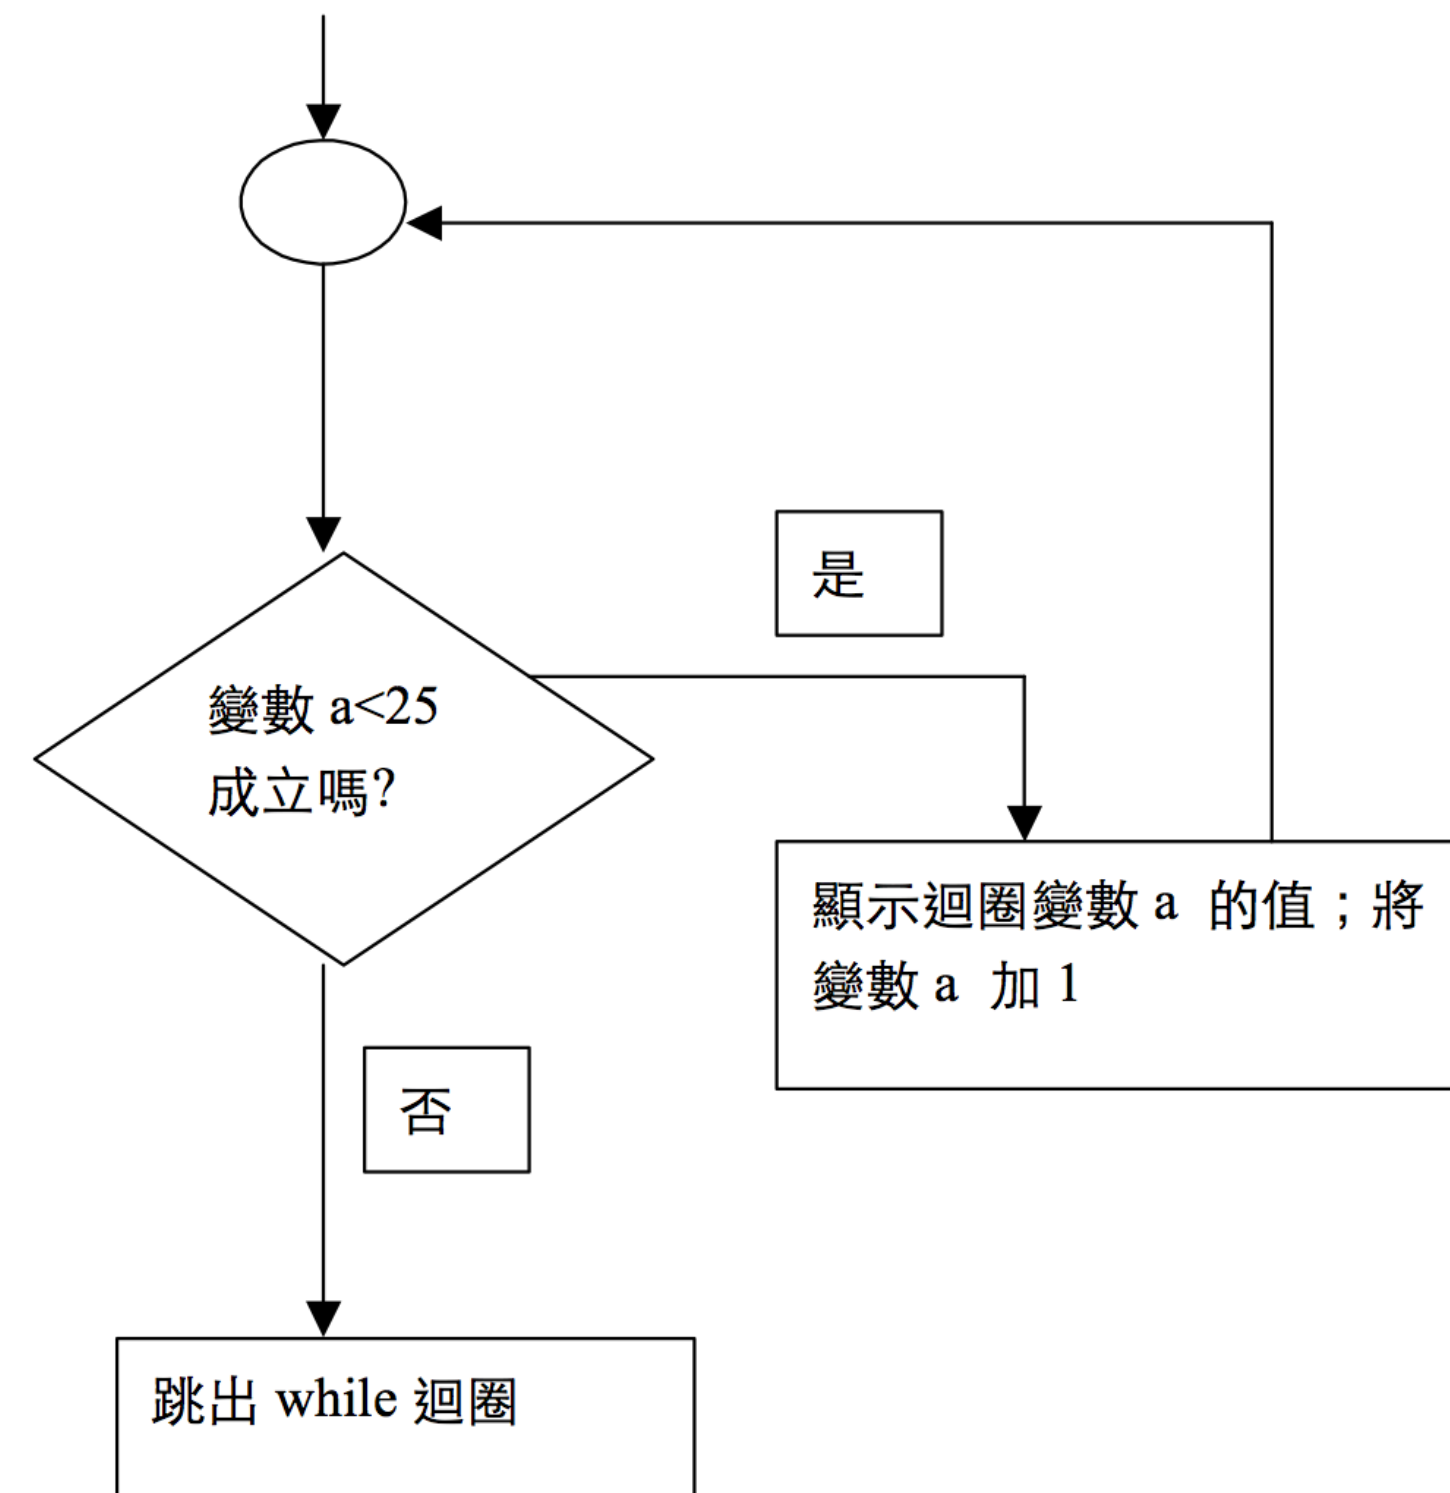 是
變數 a<25
成立嗎?
顯示迴圈變數 a 的值；將
變數 a 加 1
否
跳出 while 迴圈